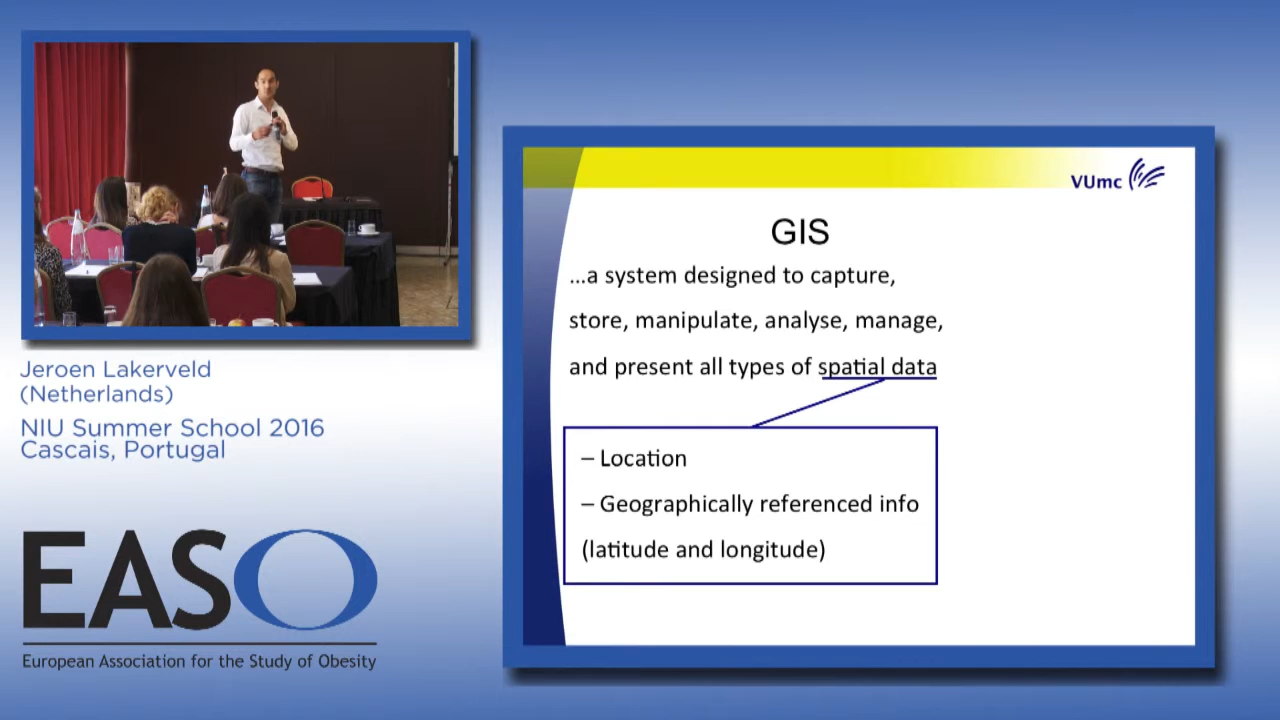 Jeroen Lakerveld
(Netherlands)
NIU Summer School 2016
Cascais, Portugal
EASO
European Association for the Study of Obesity
VUmc
GIS
...a system designed to capture,
store, manipulate, analyse, manage,
and present all types of spatial data
– Location
– Geographically referenced info
(latitude and longitude)